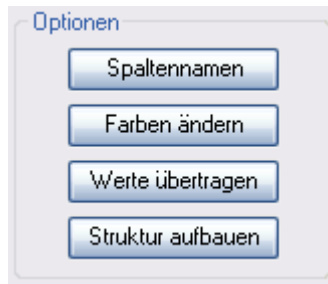 Optionen
Spaltennamen
Farben ändern
Werte übertragen
Struktur aufbauen